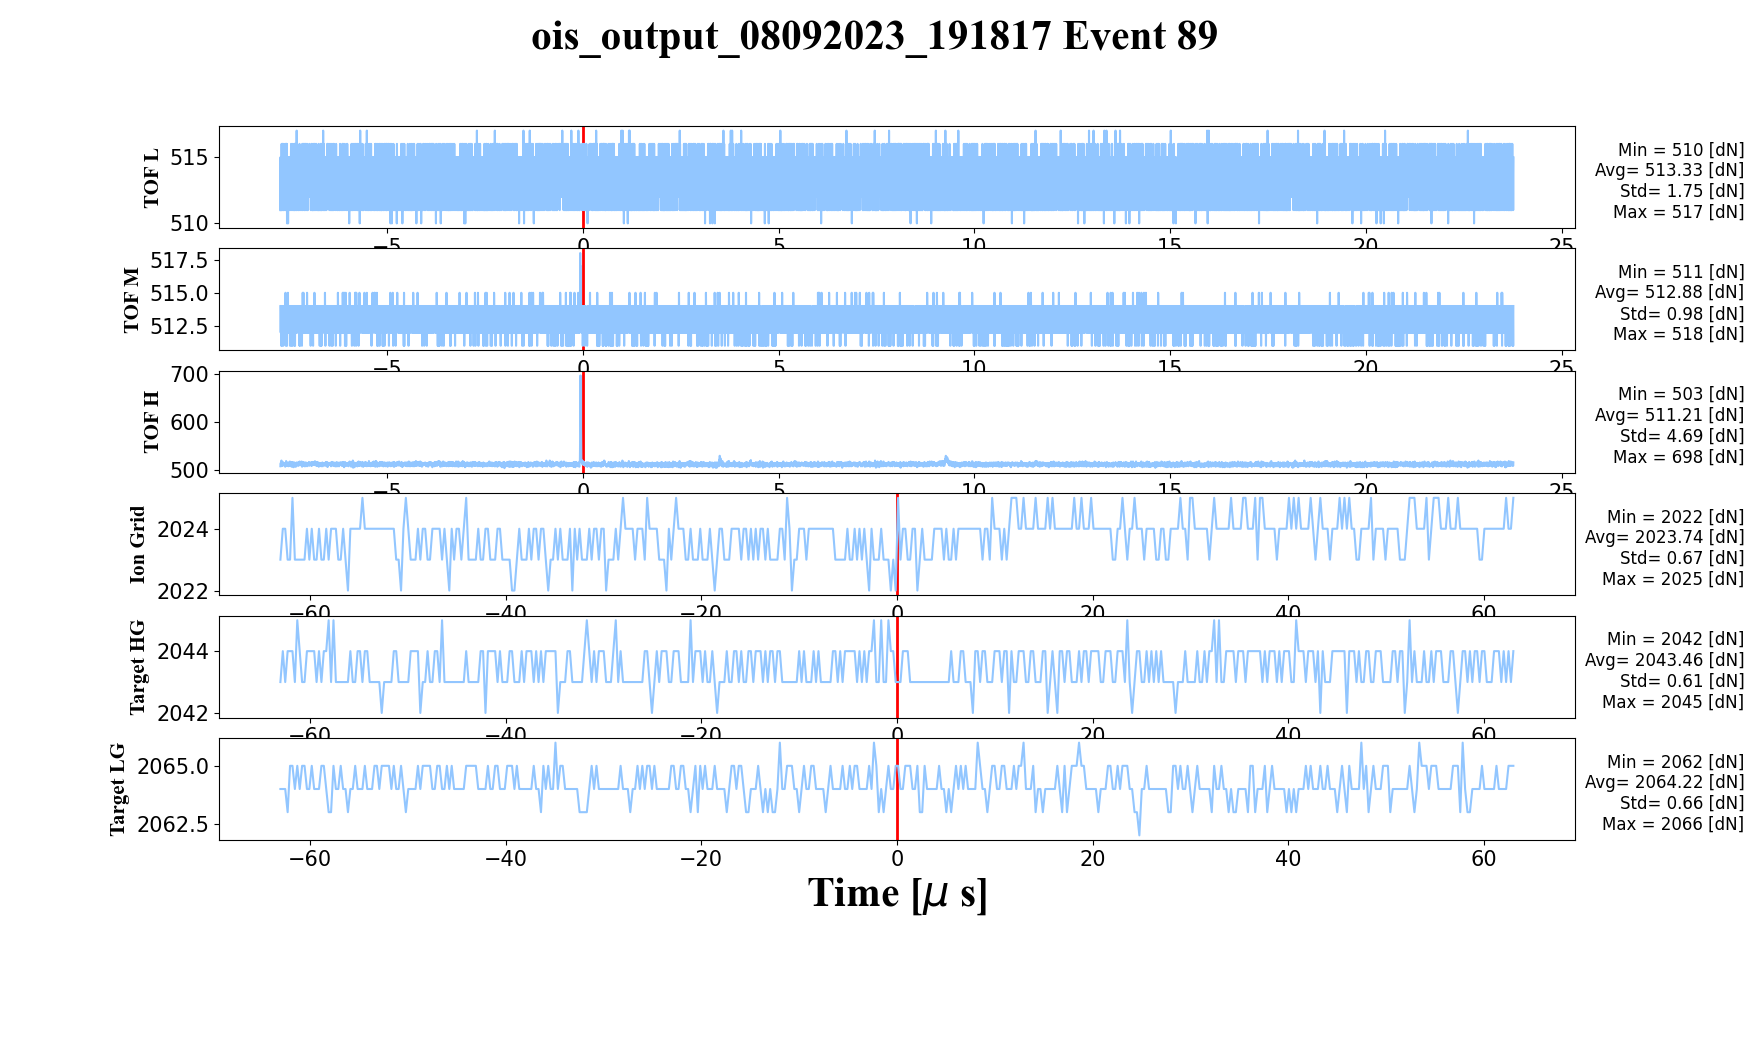 ois_output_08092023_191817 Event 89
TOF L
515
510
Min = 510 [dN]
Avg= 513.33 [dN]
Std= 1.75 [dN]
Max = 517 [dN]
−5 0 5 10 15 20 25
TOF M
517.5
515.0
512.5
Min = 511 [dN]
Avg= 512.88 [dN]
Std= 0.98 [dN]
Max = 518 [dN]
−5 0 5 10 15 20 25
TOF H
700
600
500
Min = 503 [dN]
Avg= 511.21 [dN]
Std= 4.69 [dN]
Max = 698 [dN]
−5 0 5 10 15 20 25
Ion Grid
2024
2022
Min = 2022 [dN]
Avg= 2023.74 [dN]
Std= 0.67 [dN]
Max = 2025 [dN]
−60 −40 −20 0 20 40 60
Target HG
2044
2042
Min = 2042 [dN]
Avg= 2043.46 [dN]
Std= 0.61 [dN]
Max = 2045 [dN]
−60 −40 −20 0 20 40 60
Target LG
2065.0
2062.5
Min = 2062 [dN]
Avg= 2064.22 [dN]
Std= 0.66 [dN]
Max = 2066 [dN]
−60 −40 −20 0 20 40 60
Time [μ s]